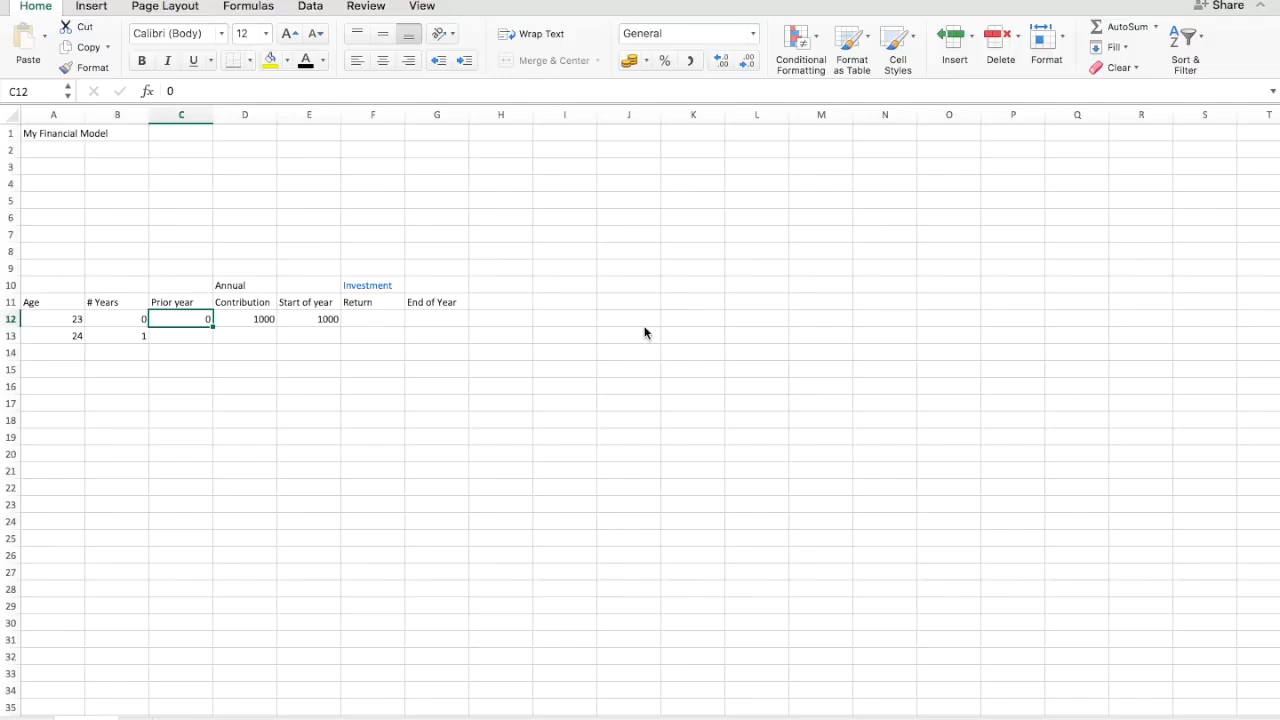 Home Insert Page Layout Formulas Data Review View Share
Cut Calibri (Body) 12 A A Wrap Text General AutoSum
Copy
Paste Format B I U A Merge & Center % Conditional Formatting Format as Table Cell Styles Insert Delete Format Fill Clear Sort & Filter
C12 fx 0
A B C D E F G H I J K L M N O P Q R S T
1 My Financial Model
2
3
4
5
6
7
8
9
10 Annual Investment
11 Age # Years Prior year Contribution Start of year Return End of Year
12 23 0 0 1000 1000
13 24 1
14
15
16
17
18
19
20
21
22
23
24
25
26
27
28
29
30
31
32
33
34
35